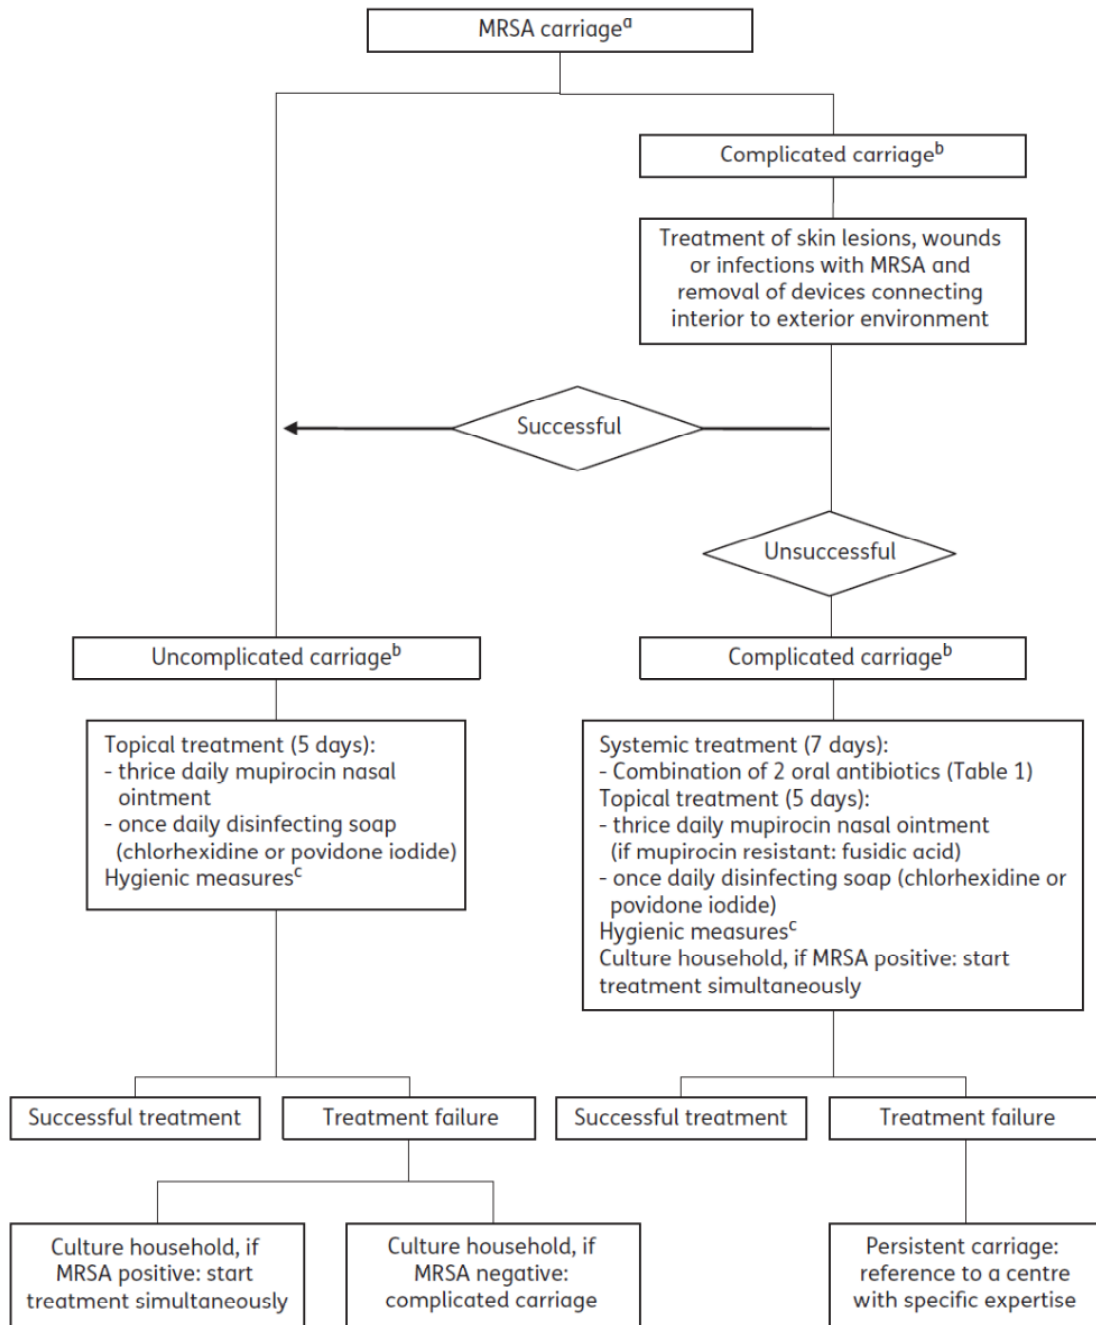 MRSA carriageᵃ
Complicated carriageᵇ
Treatment of skin lesions, wounds
or infections with MRSA and
removal of devices connecting
interior to exterior environment
Successful
Unsuccessful
Uncomplicated carriageᵇ
Complicated carriageᵇ
Topical treatment (5 days):
- thrice daily mupirocin nasal
ointment
- once daily disinfecting soap
(chlorhexidine or povidone iodide)
Hygienic measuresᶜ
Systemic treatment (7 days):
- Combination of 2 oral antibiotics (Table 1)
Topical treatment (5 days):
- thrice daily mupirocin nasal ointment
(if mupirocin resistant: fusidic acid)
- once daily disinfecting soap (chlorhexidine or
povidone iodide)
Hygienic measuresᶜ
Culture household, if MRSA positive: start
treatment simultaneously
Successful treatment
Treatment failure
Successful treatment
Treatment failure
Culture household, if
MRSA positive: start
treatment simultaneously
Culture household, if
MRSA negative:
complicated carriage
Persistent carriage:
reference to a centre
with specific expertise